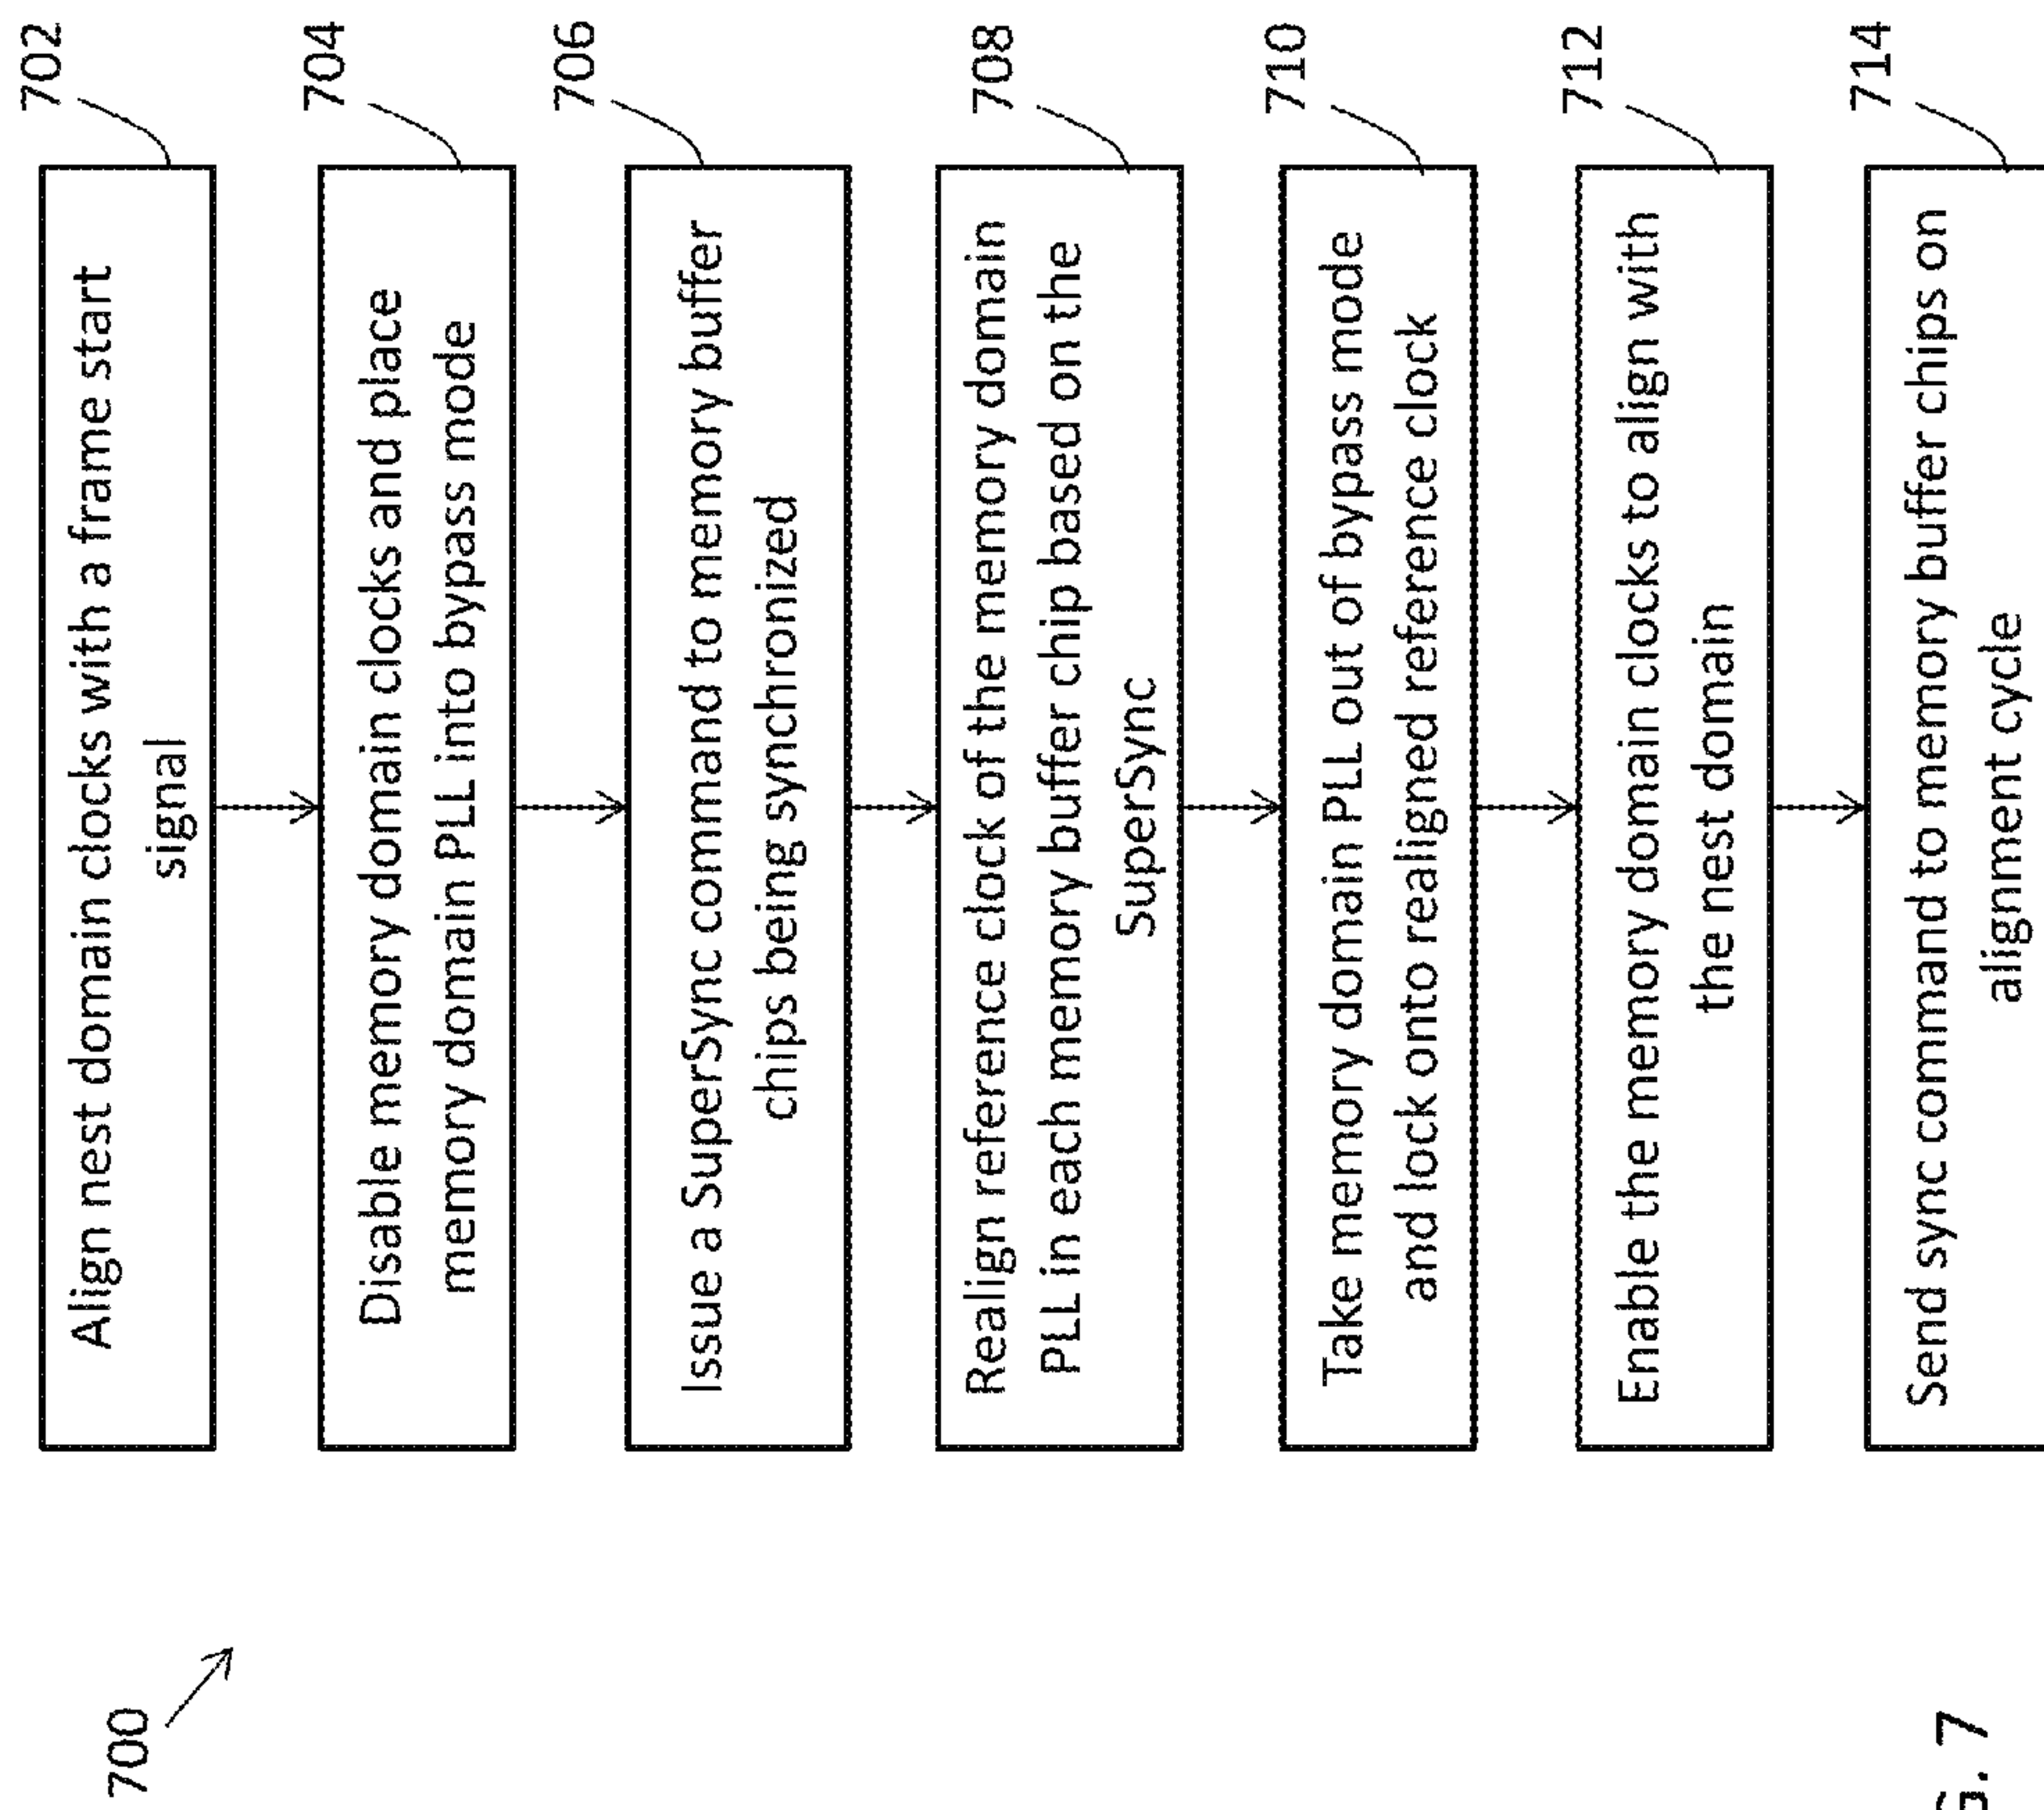 700
702
Align nest domain clocks with a frame start
signal
704
Disable memory domain clocks and place
memory domain PLL into bypass mode
706
Issue a SuperSync command to memory buffer
chips being synchronized
708
Realign reference clock of the memory domain
PLL in each memory buffer chip based on the
SuperSync
710
Take memory domain PLL out of bypass mode
and lock onto realigned reference clock
712
Enable the memory domain clocks to align with
the nest domain
714
Send sync command to memory buffer chips on
alignment cycle
G. 7